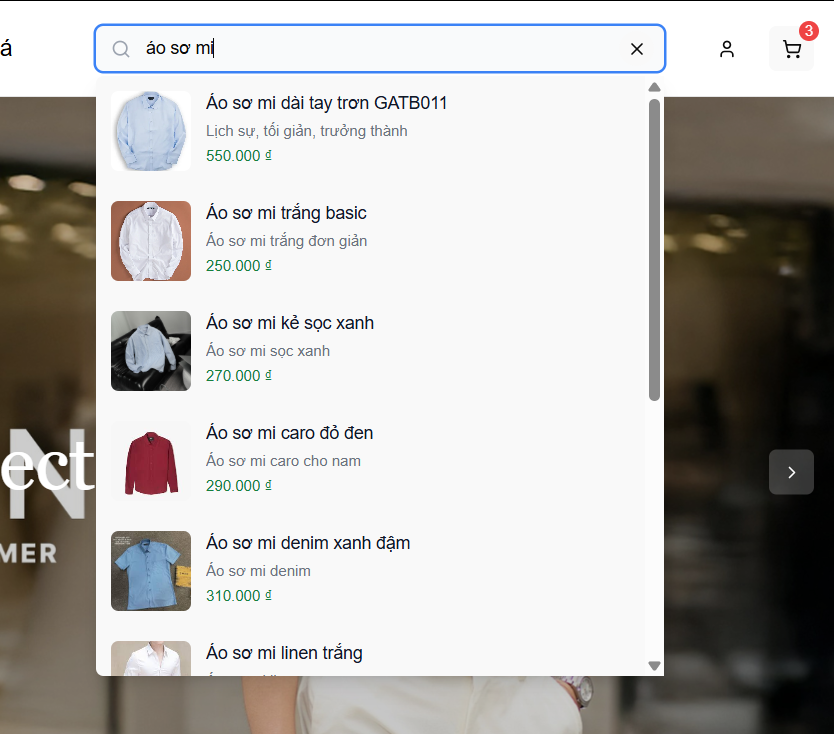 á
áo sơ mi
3
Áo sơ mi dài tay trơn GATB011
Lịch sự, tối giản, trưởng thành
550.000 ₫
Áo sơ mi trắng basic
Áo sơ mi trắng đơn giản
250.000 ₫
Áo sơ mi kẻ sọc xanh
Áo sơ mi sọc xanh
270.000 ₫
Áo sơ mi caro đỏ đen
Áo sơ mi caro cho nam
290.000 ₫
N
ect
MER
Áo sơ mi denim xanh đậm
Áo sơ mi denim
310.000 ₫
Áo sơ mi linen trắng